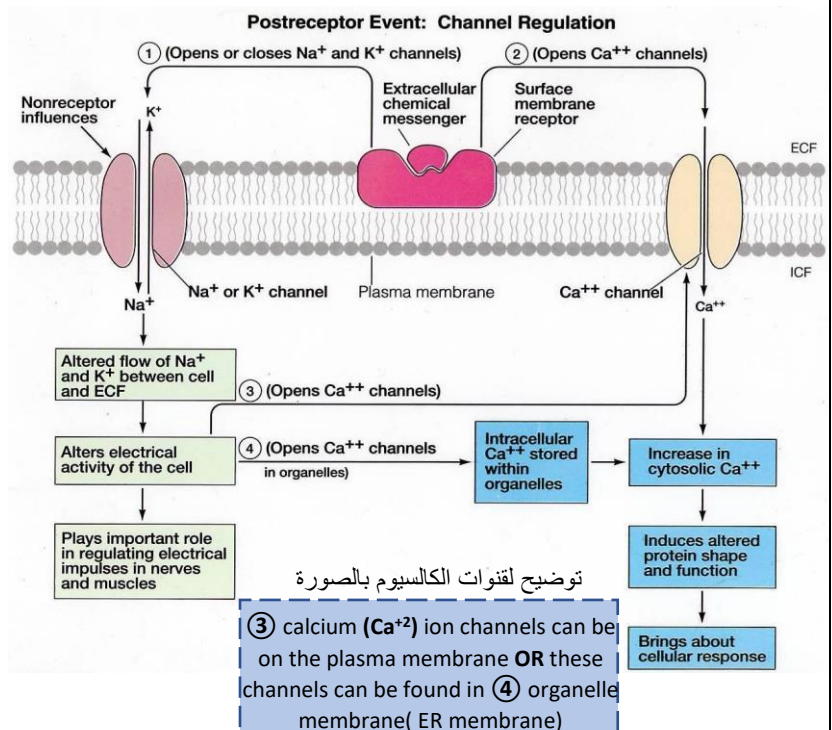 Postreceptor Event: Channel Regulation
① (Opens or closes Na⁺ and K⁺ channels)
② (Opens Ca⁺⁺ channels)
Nonreceptor
influences
K⁺
Extracellular
chemical
messenger
Surface
membrane
receptor
ECF
ICF
Na⁺
Na⁺ or K⁺ channel
Plasma membrane
Ca⁺⁺ channel
Ca⁺⁺
Altered flow of Na⁺
and K⁺ between cell
and ECF
③ (Opens Ca⁺⁺ channels)
Alters electrical
activity of the cell
④ (Opens Ca⁺⁺ channels
in organelles)
Intracellular
Ca⁺⁺ stored
within
organelles
Increase in
cytosolic Ca⁺⁺
Plays important role
in regulating electrical
impulses in nerves
and muscles
Induces altered
protein shape
and function
Brings about
cellular response
توضيح لقنوات الكالسيوم بالصورة
③ calcium (Ca⁺²) ion channels can be
on the plasma membrane OR these
channels can be found in ④ organelle
membrane( ER membrane)